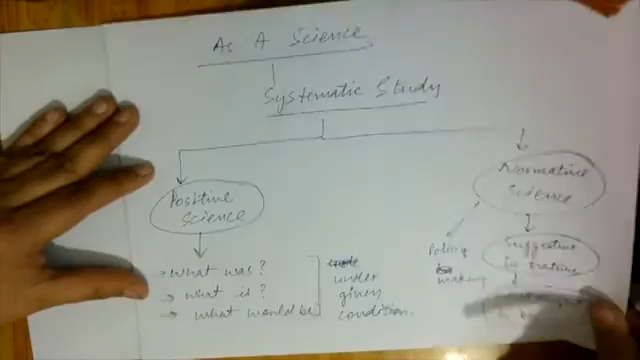 As A Science
Systematic Study
Positive
Science
Normative
Science
what was?
what is?
what would be
under
given
condition.
Policy
making
Suggestive
in nature